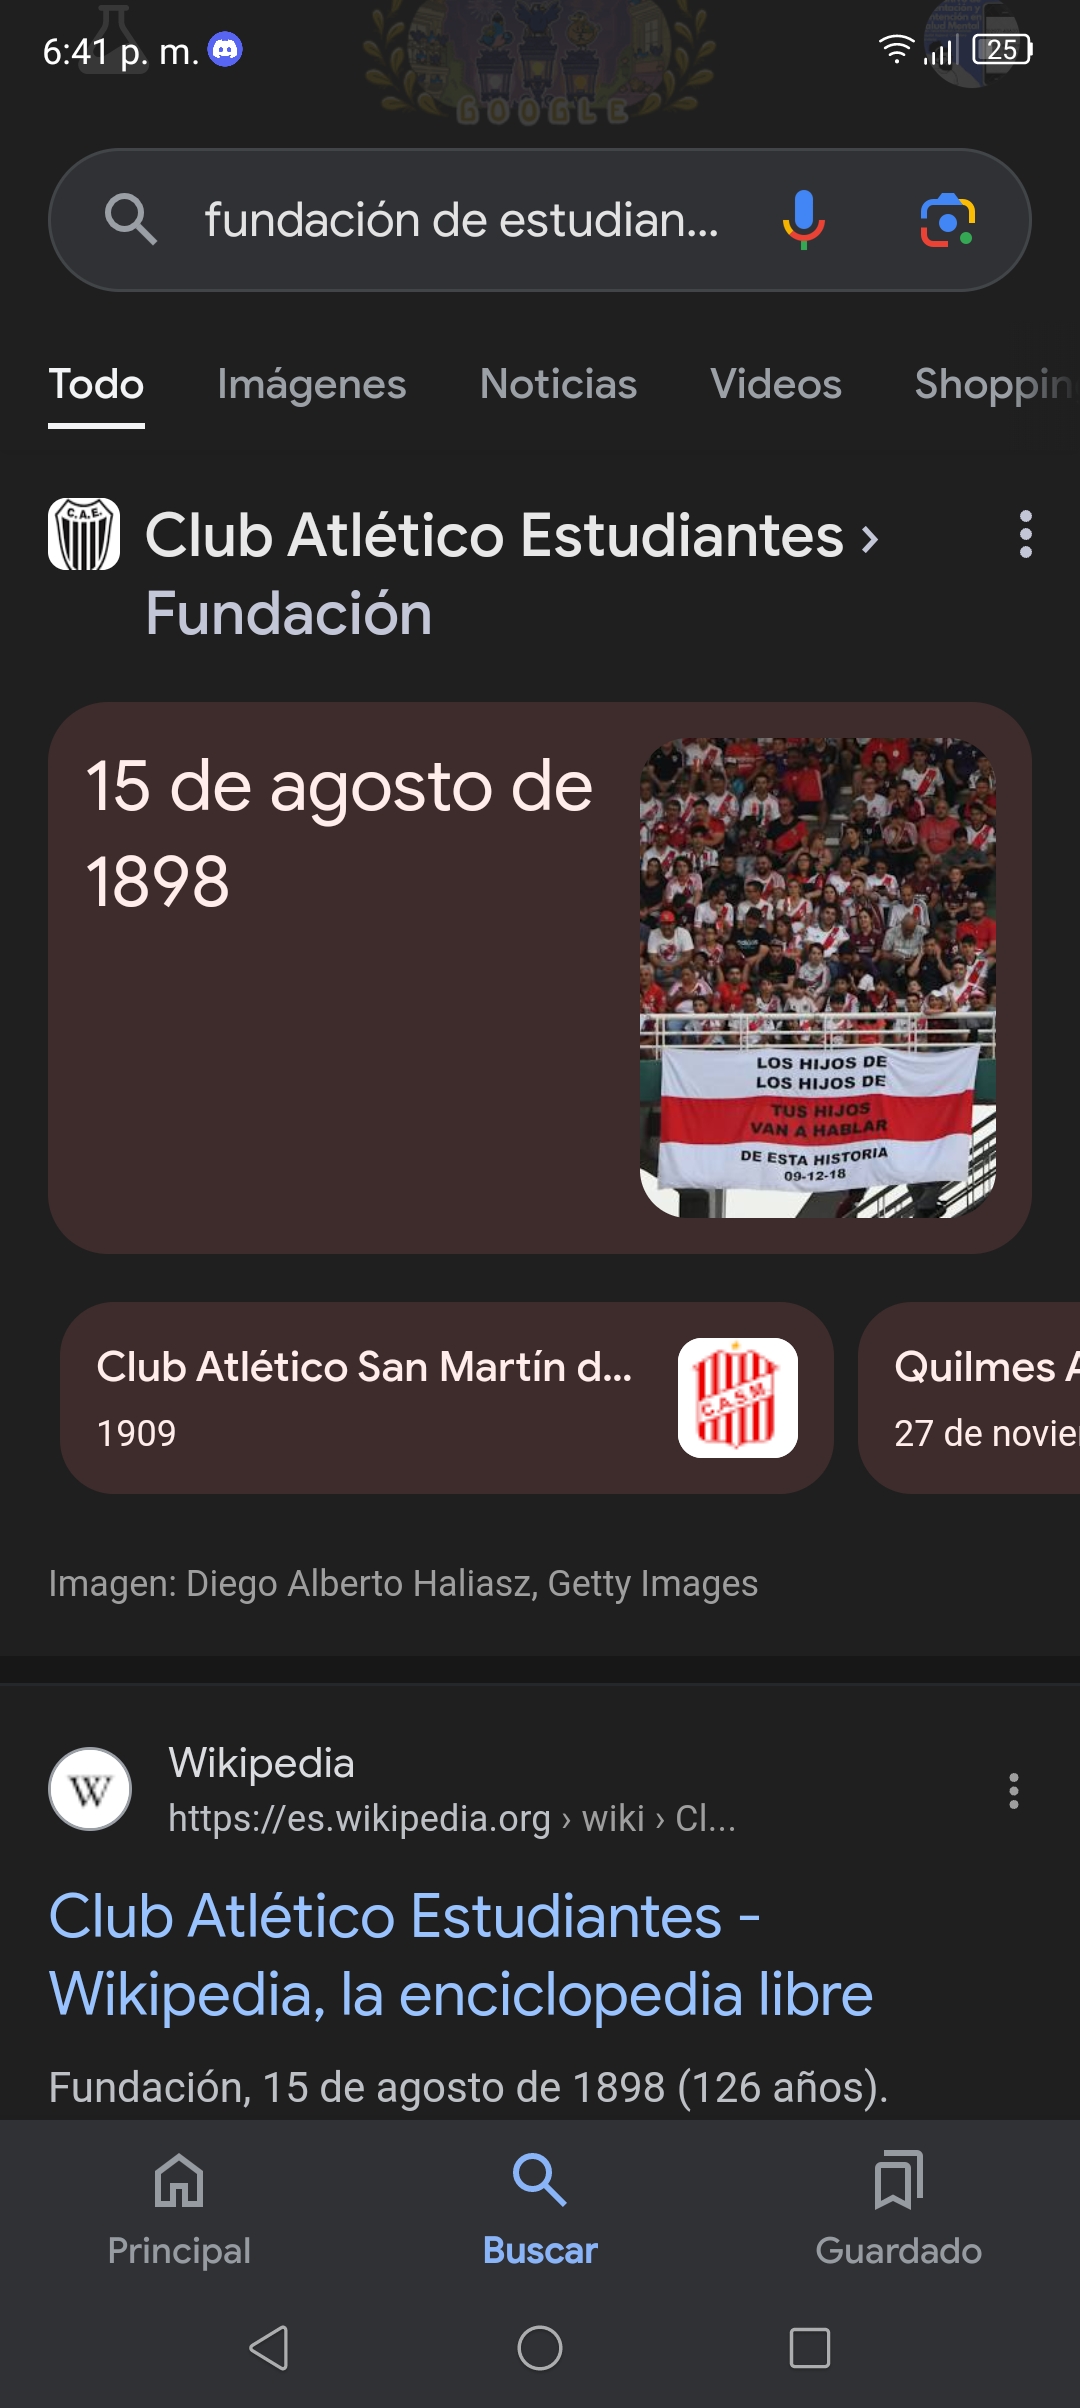 6:41 p. m.
25
GOOGLE
fundación de estudian...
Todo
Imágenes
Noticias
Videos
Shoppin
C.A.E.
Club Atlético Estudiantes ›
Fundación
15 de agosto de
1898
LOS HIJOS DE
LOS HIJOS DE
TUS HIJOS
VAN A HABLAR
DE ESTA HISTORIA
09-12-18
Club Atlético San Martín d...
1909
C.A.S.M.
Quilmes A
27 de novie
Imagen: Diego Alberto Haliasz, Getty Images
W
Wikipedia
https://es.wikipedia.org › wiki › Cl...
Club Atlético Estudiantes -
Wikipedia, la enciclopedia libre
Fundación, 15 de agosto de 1898 (126 años).
Principal
Buscar
Guardado